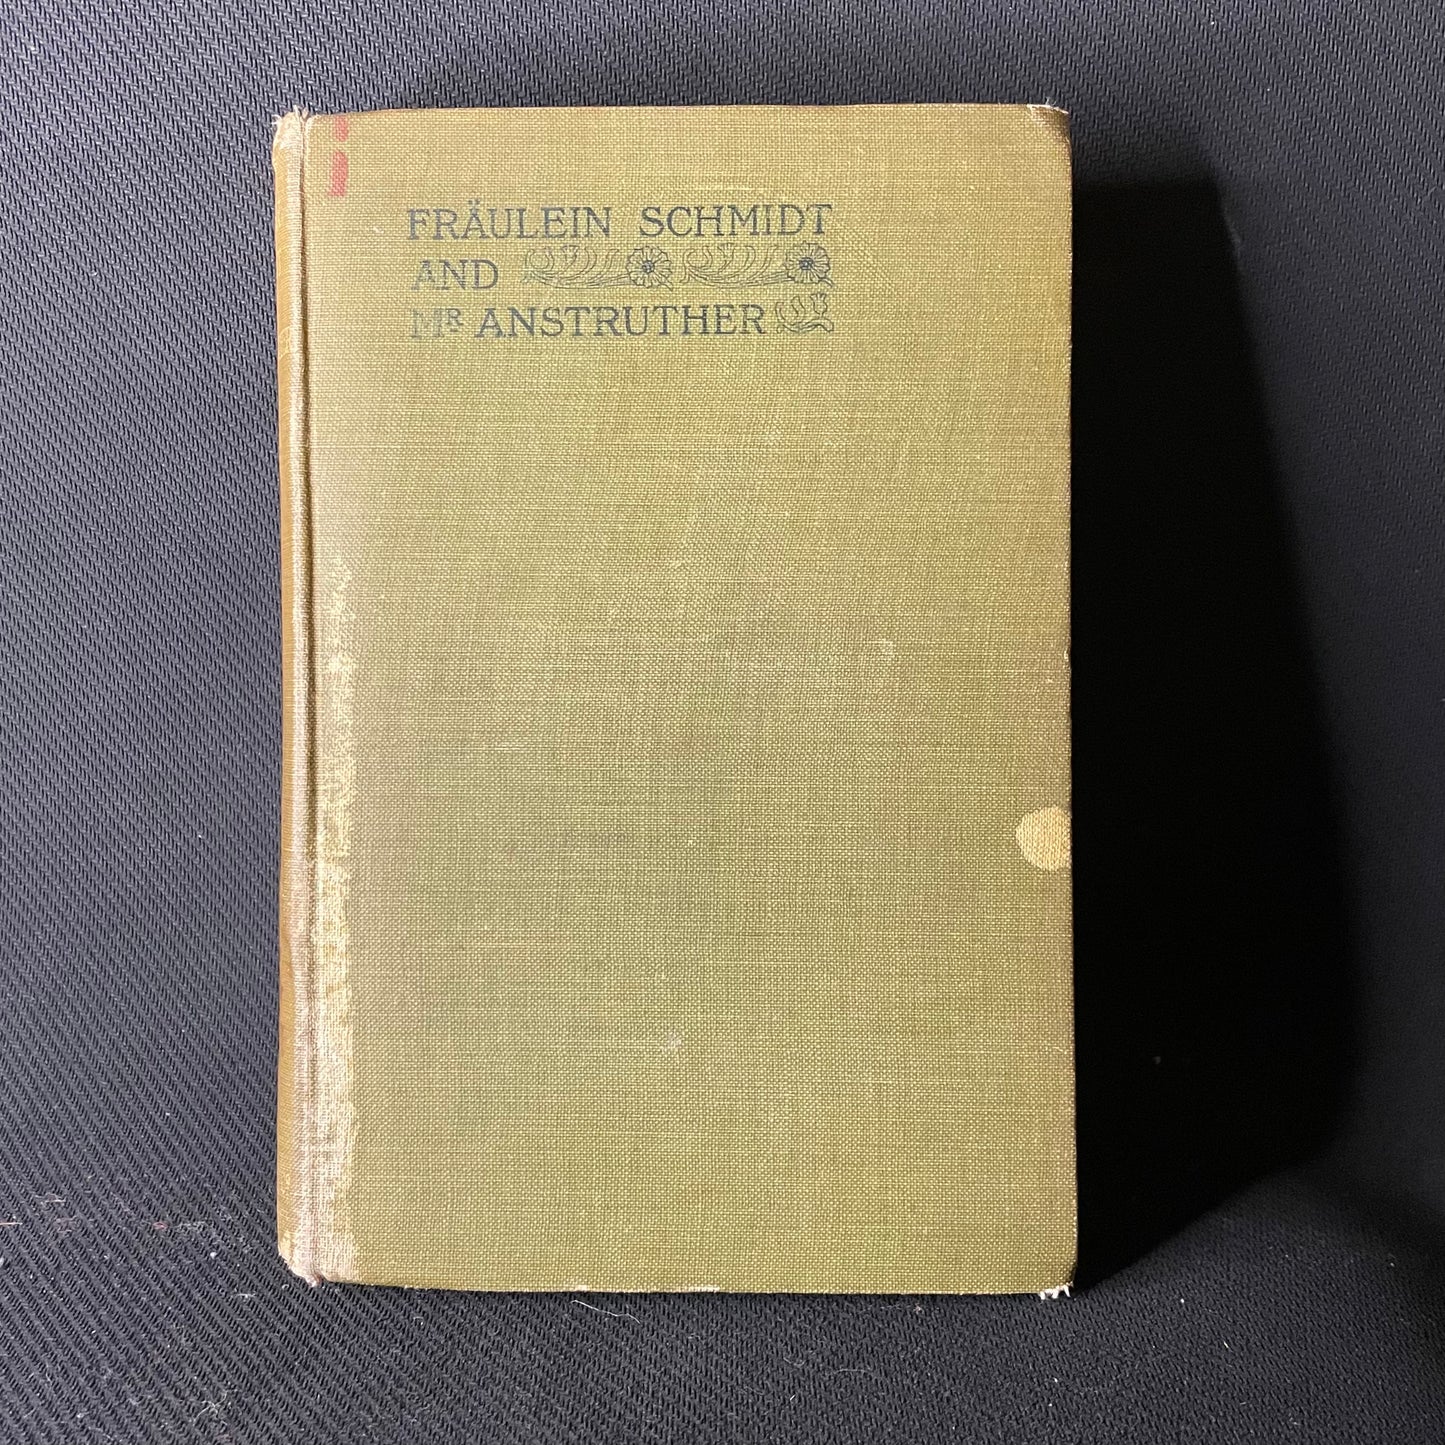 FRÄULEIN SCHMIDT
AND
MR ANSTRUTHER